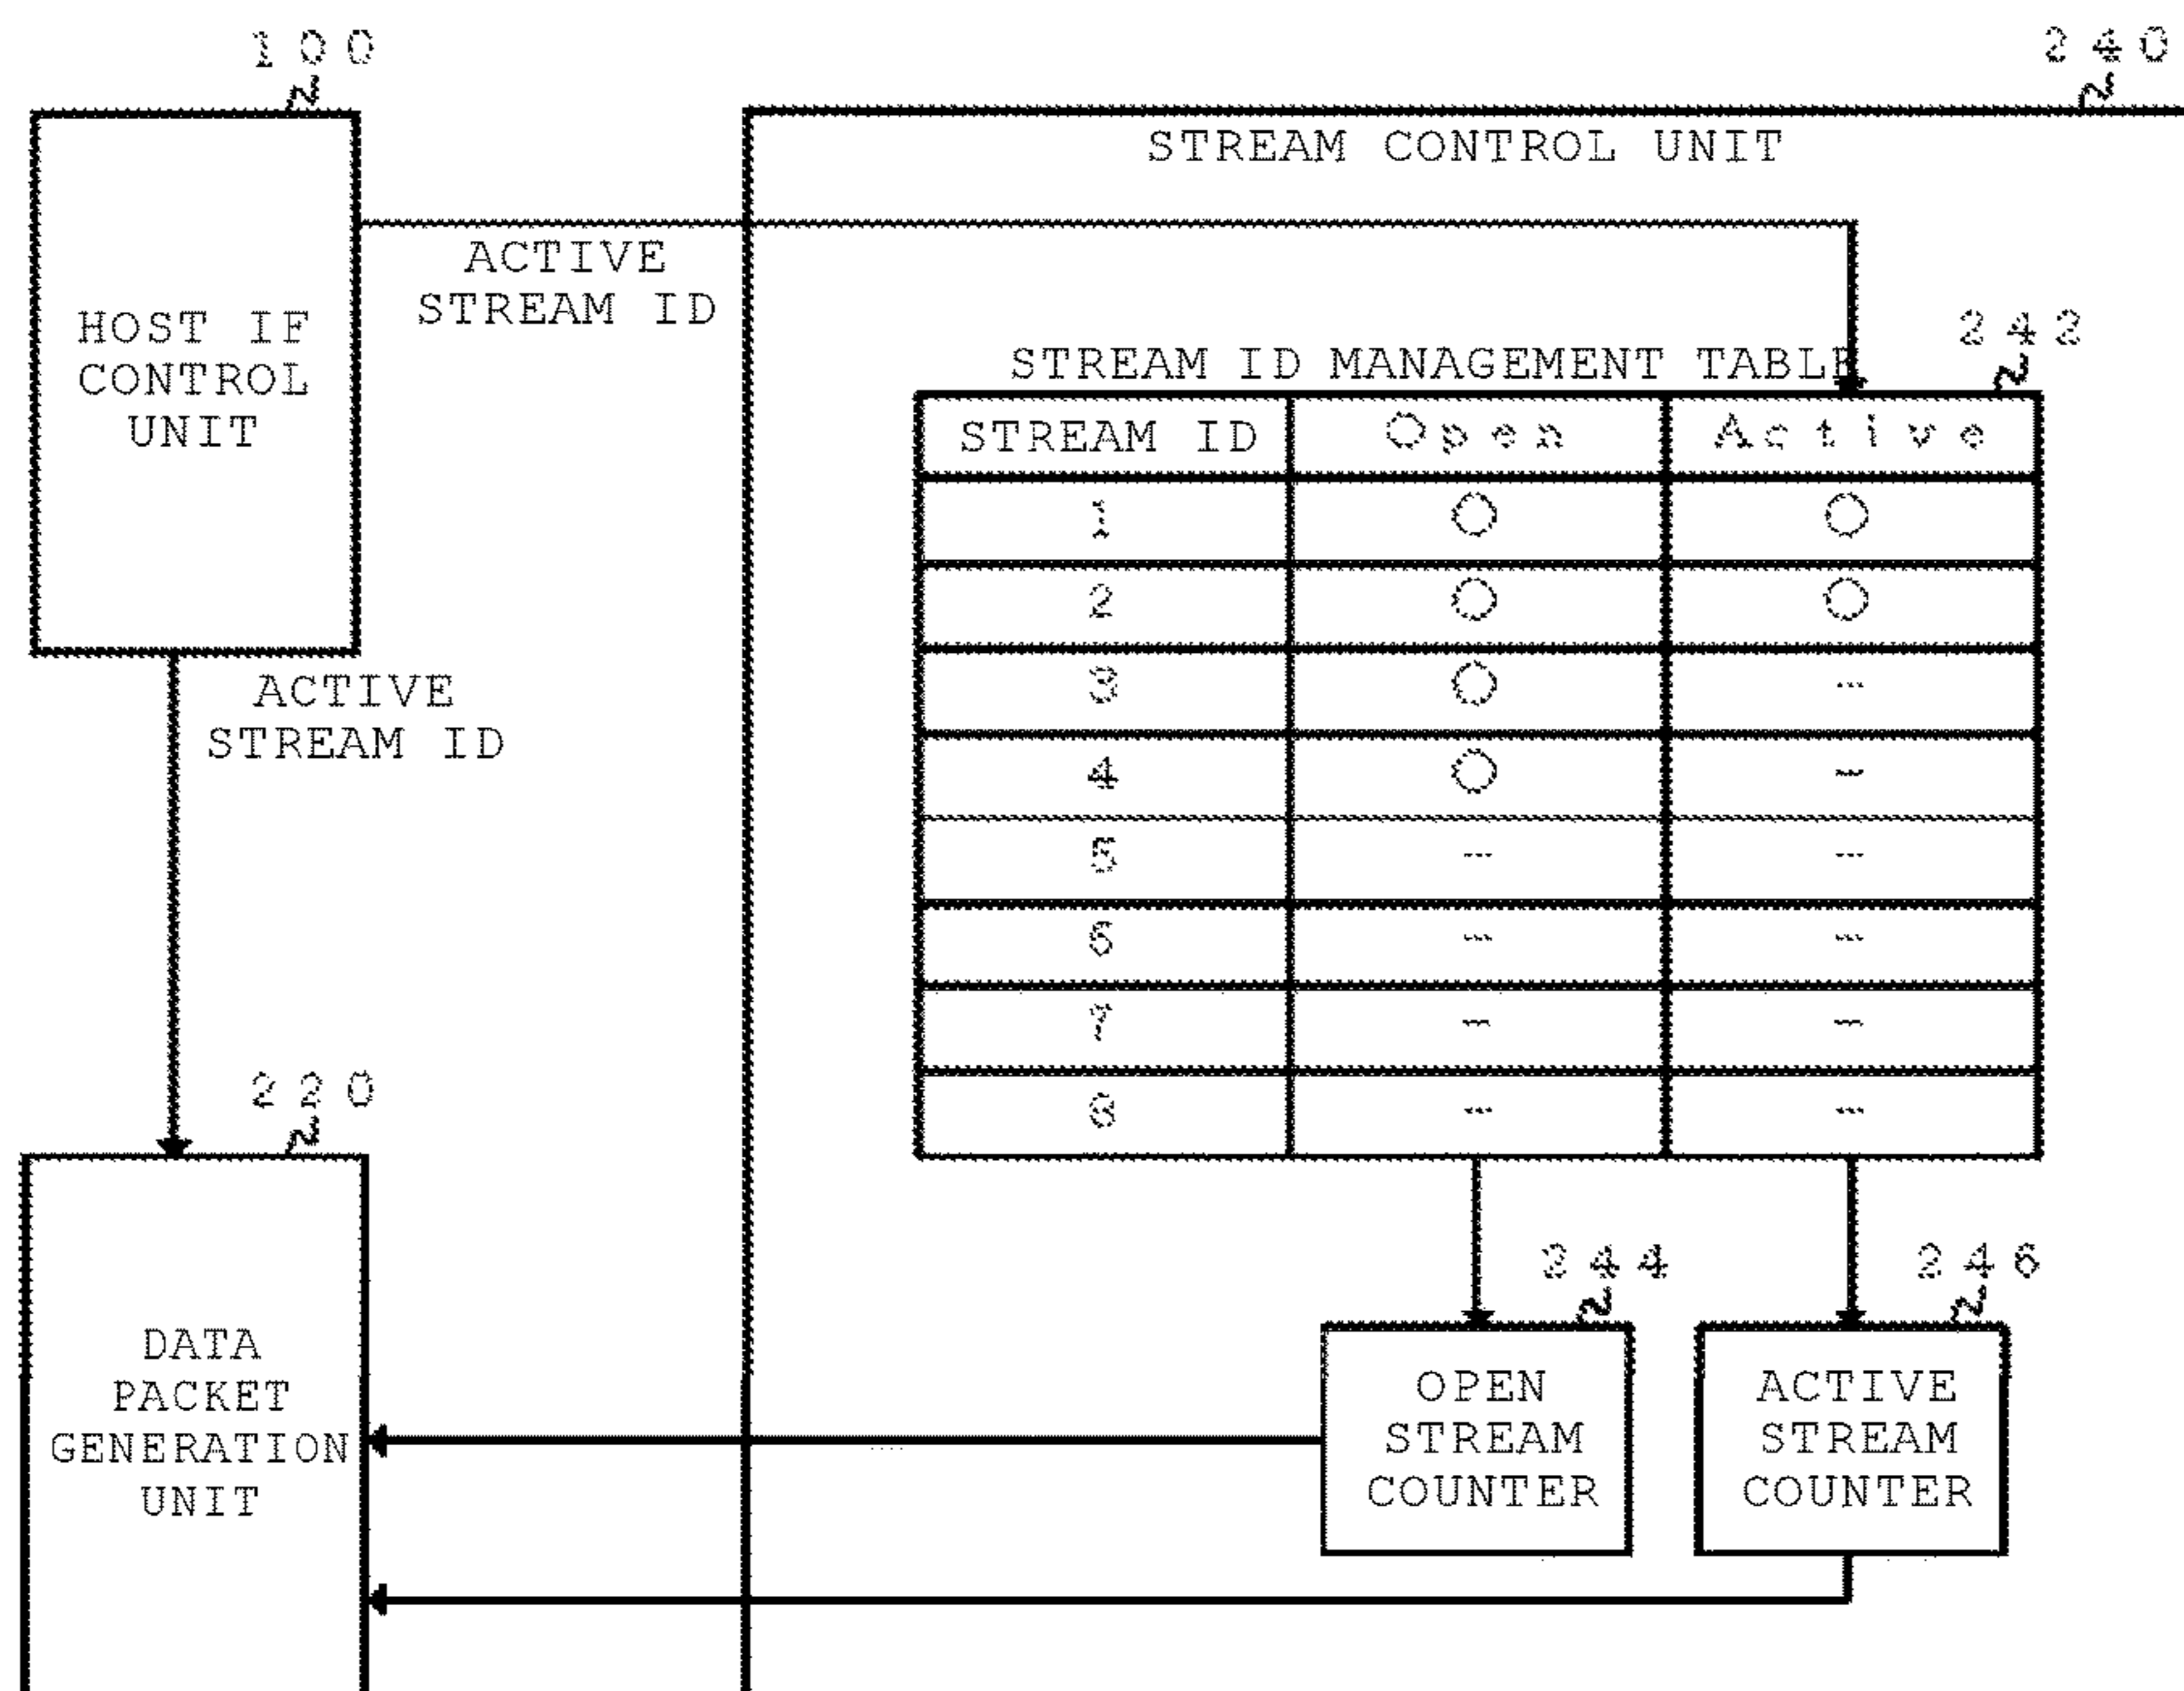 100
240
STREAM CONTROL UNIT
ACTIVE
STREAM ID
HOST IF
CONTROL
UNIT
242
STREAM ID MANAGEMENT TABLE
STREAM ID Open Active
1 ○ ○
2 ○ ○
3 ○ -
4 ○ -
5 - -
6 - -
7 - -
8 - -
ACTIVE
STREAM ID
220
DATA
PACKET
GENERATION
UNIT
244
246
OPEN
STREAM
COUNTER
ACTIVE
STREAM
COUNTER